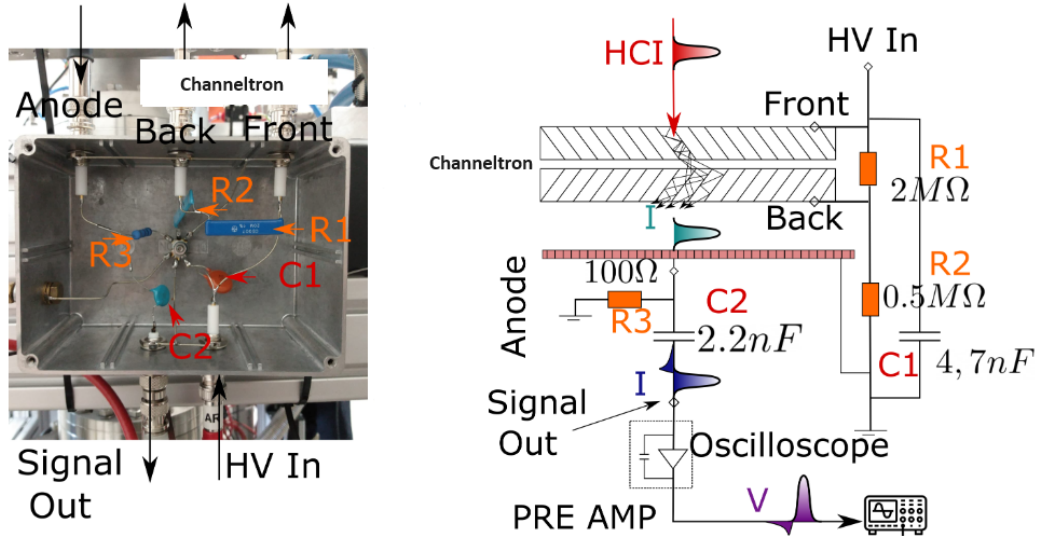 Channeltron
Anode
Back
Front
R2
R3
R1
C1
C2
Signal
Out
HV In
HCI
HV In
Front
Channeltron
R1
2MΩ
Back
I
R2
0.5MΩ
100Ω
Anode
R3
C2
2.2nF
C1
4,7nF
I
Signal
Out
Oscilloscope
PRE AMP
V